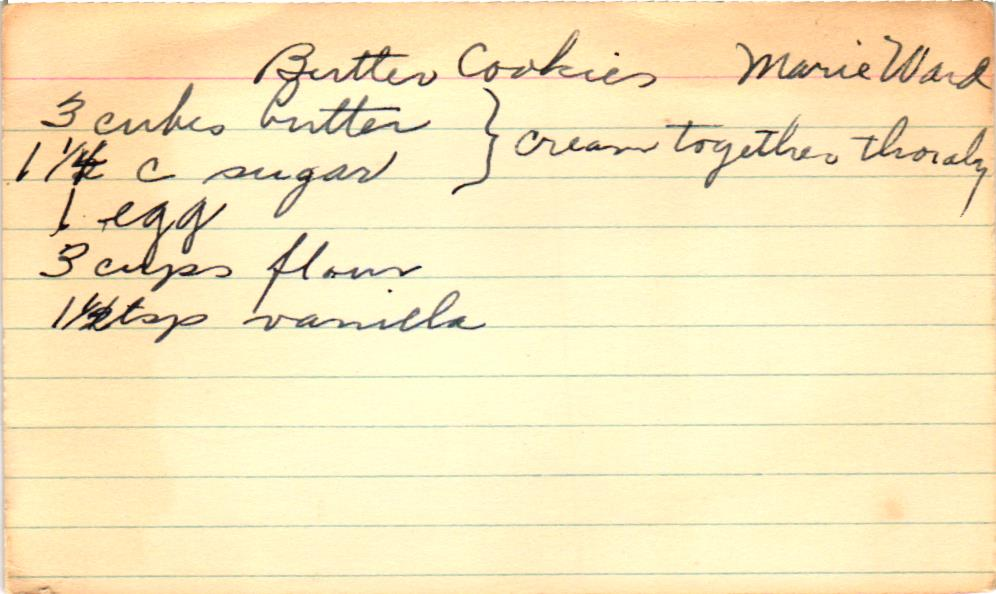 Butter Cookies Marie Ward
3 cubes butter } cream together thoraly
1 1/4 c sugar
1 egg
3 cups flour
1 1/2 tsp vanilla